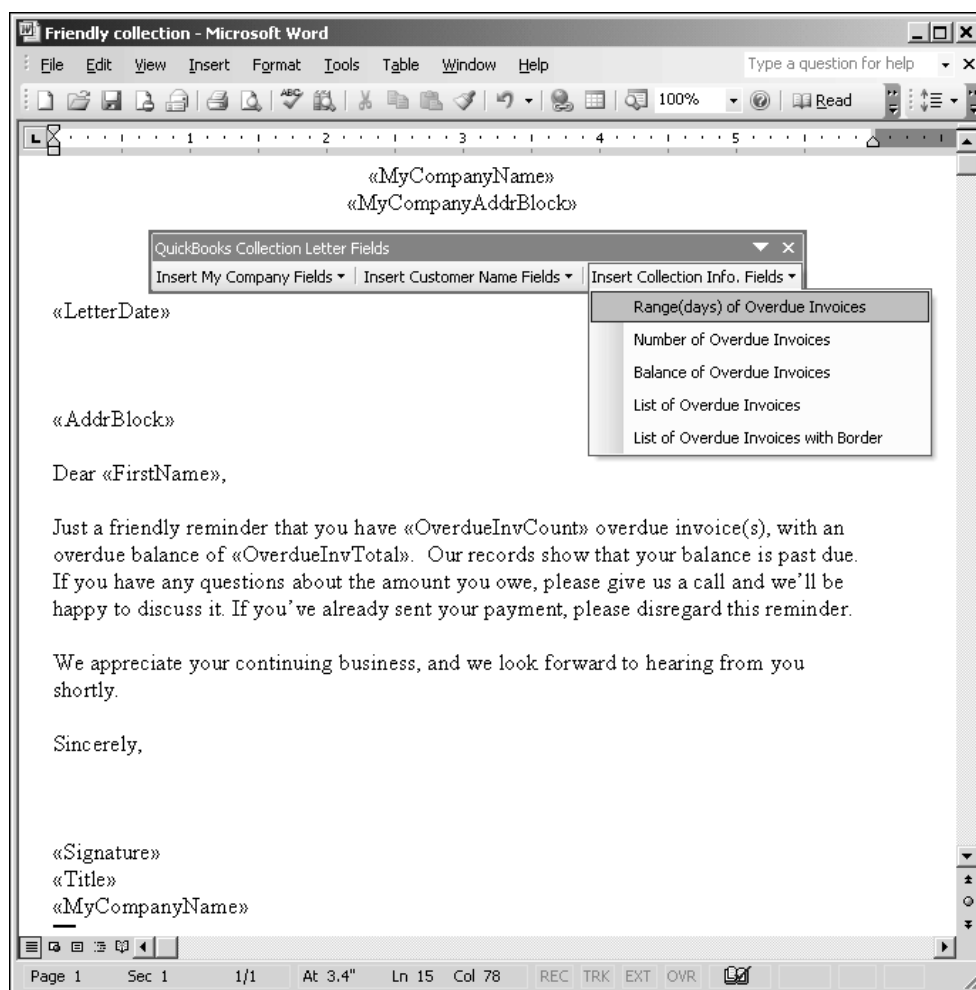 Friendly collection - Microsoft Word
File Edit View Insert Format Tools Table Window Help Type a question for help
100% Read
1 2 3 4 5
«MyCompanyName»
«MyCompanyAddrBlock»
QuickBooks Collection Letter Fields
Insert My Company Fields Insert Customer Name Fields Insert Collection Info. Fields
Range(days) of Overdue Invoices
«LetterDate»
Number of Overdue Invoices
Balance of Overdue Invoices
List of Overdue Invoices
«AddrBlock»
List of Overdue Invoices with Border
Dear «FirstName»,
Just a friendly reminder that you have «OverdueInvCount» overdue invoice(s), with an
overdue balance of «OverdueInvTotal».  Our records show that your balance is past due.
If you have any questions about the amount you owe, please give us a call and we'll be
happy to discuss it. If you've already sent your payment, please disregard this reminder.
We appreciate your continuing business, and we look forward to hearing from you
shortly.
Sincerely,
«Signature»
«Title»
«MyCompanyName»
Page 1 Sec 1 1/1 At 3.4" Ln 15 Col 78 REC TRK EXT OVR